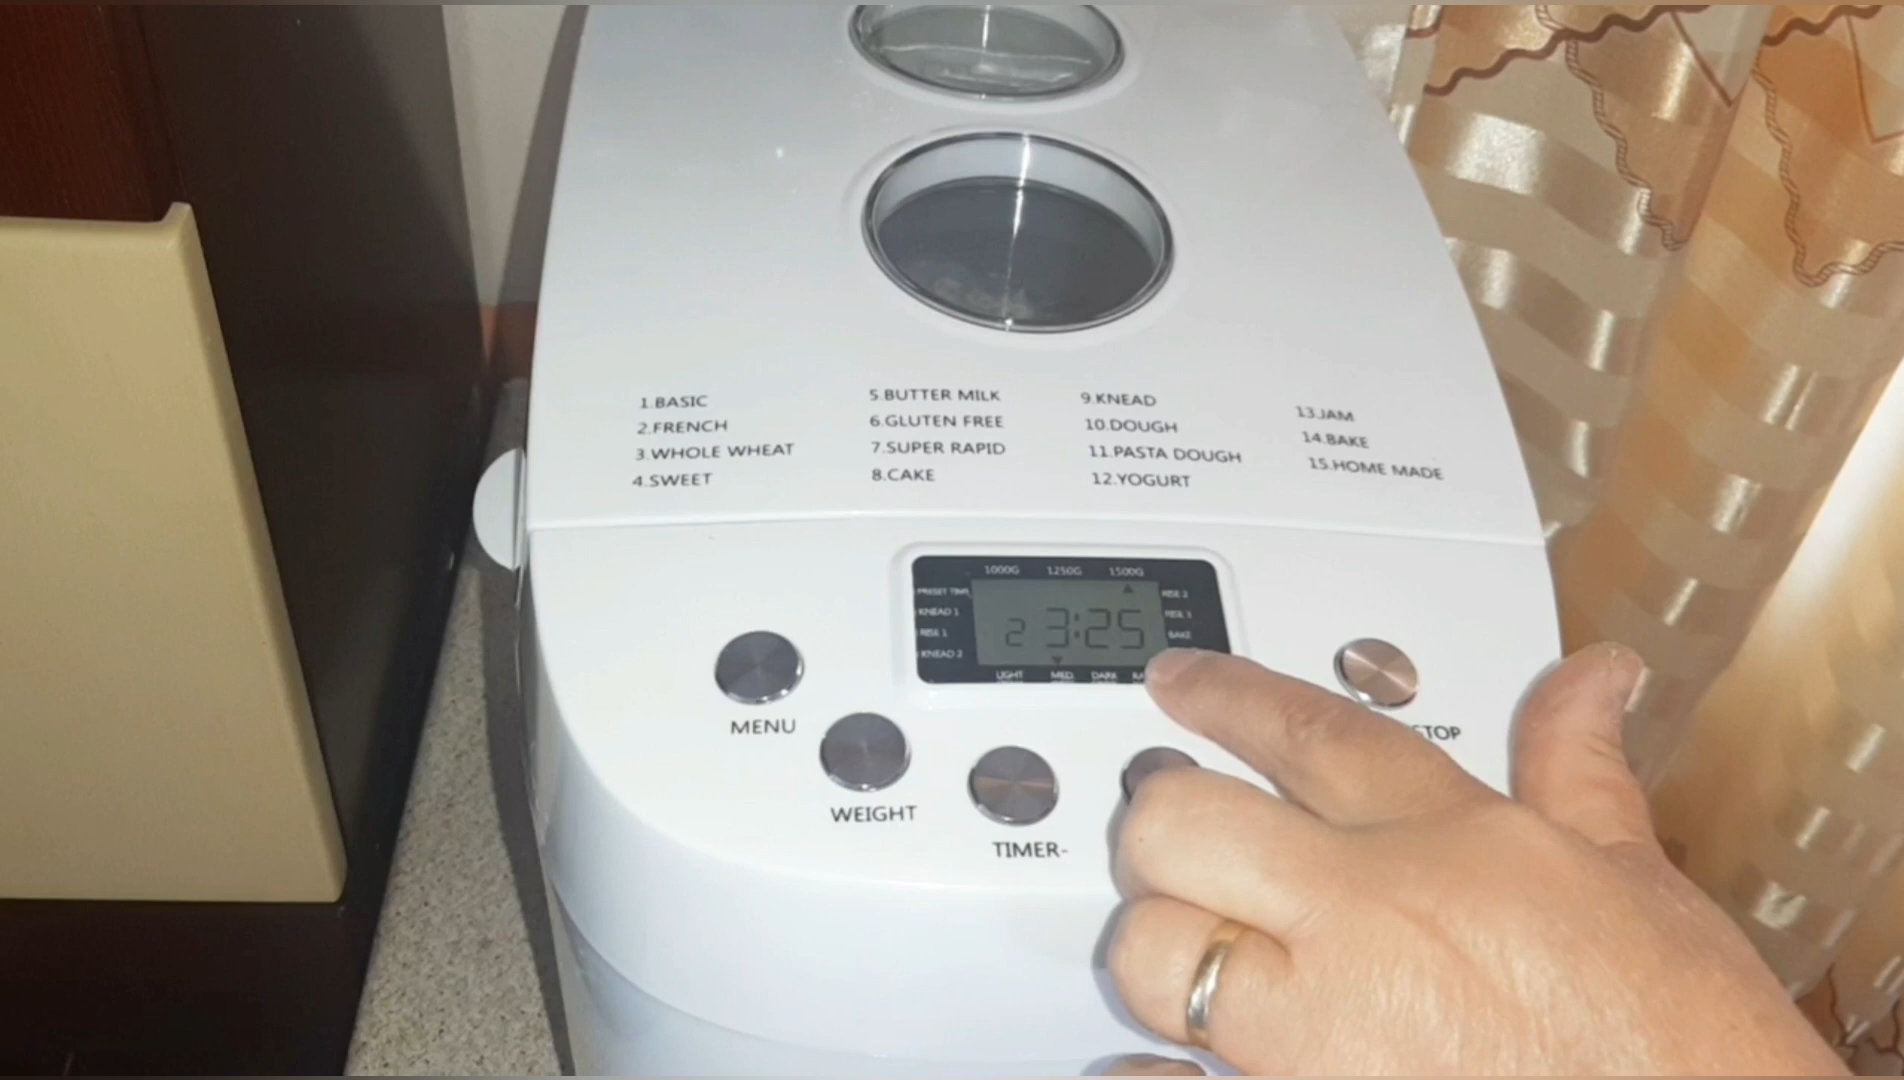 1.BASIC
2.FRENCH
3.WHOLE WHEAT
4.SWEET
5.BUTTER MILK
6.GLUTEN FREE
7.SUPER RAPID
8.CAKE
9.KNEAD
10.DOUGH
11.PASTA DOUGH
12.YOGURT
13.JAM
14.BAKE
15.HOME MADE
1000G 1250G 1500G
PRESET TIME
KNEAD 1
RISE 1
KNEAD 2
2 3:25
RISE 2
RISE 3
BAKE
LIGHT MED DARK
MENU
WEIGHT
TIMER-
STOP